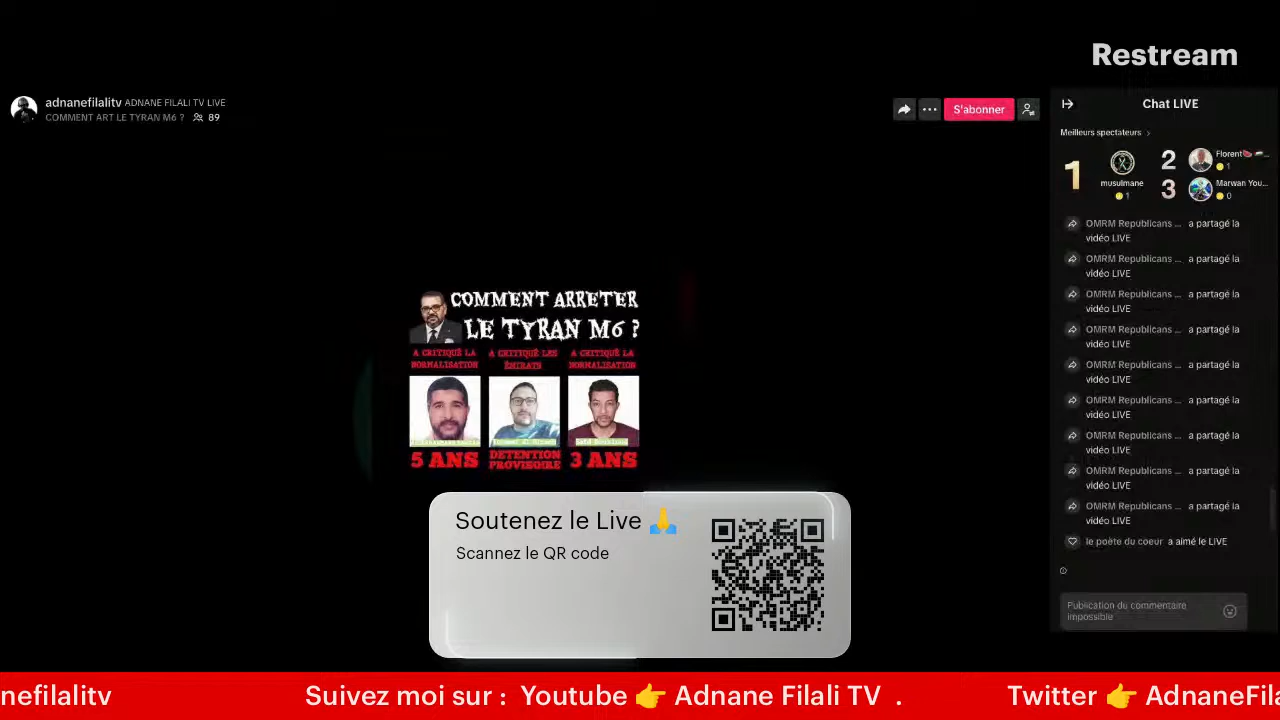 Restream
adnanefilalitv ADNANE FILALI TV LIVE
COMMENT ART LE TYRAN M6 ? 89
S'abonner
Chat LIVE
Meilleurs spectateurs
1
musulmane
1
2
Florent
1
3
Marwan You...
0
OMRM Republicans ... a partagé la
vidéo LIVE
OMRM Republicans ... a partagé la
vidéo LIVE
OMRM Republicans ... a partagé la
vidéo LIVE
OMRM Republicans ... a partagé la
vidéo LIVE
OMRM Republicans ... a partagé la
vidéo LIVE
OMRM Republicans ... a partagé la
vidéo LIVE
OMRM Republicans ... a partagé la
vidéo LIVE
OMRM Republicans ... a partagé la
vidéo LIVE
OMRM Republicans ... a partagé la
vidéo LIVE
le poète du coeur a aimé le LIVE
Publication du commentaire
impossible
COMMENT ARRETER
LE TYRAN M6 ?
A CRITIQUÉ LA
NORMALISATION
A CRITIQUÉ LES
ÉMIRATS
A CRITIQUÉ LA
NORMALISATION
5 ANS
DETENTION
PROVISOIRE
3 ANS
Soutenez le Live 🙏
Scannez le QR code
nefilalitv Suivez moi sur : Youtube 👉 Adnane Filali TV . Twitter 👉 AdnaneFila